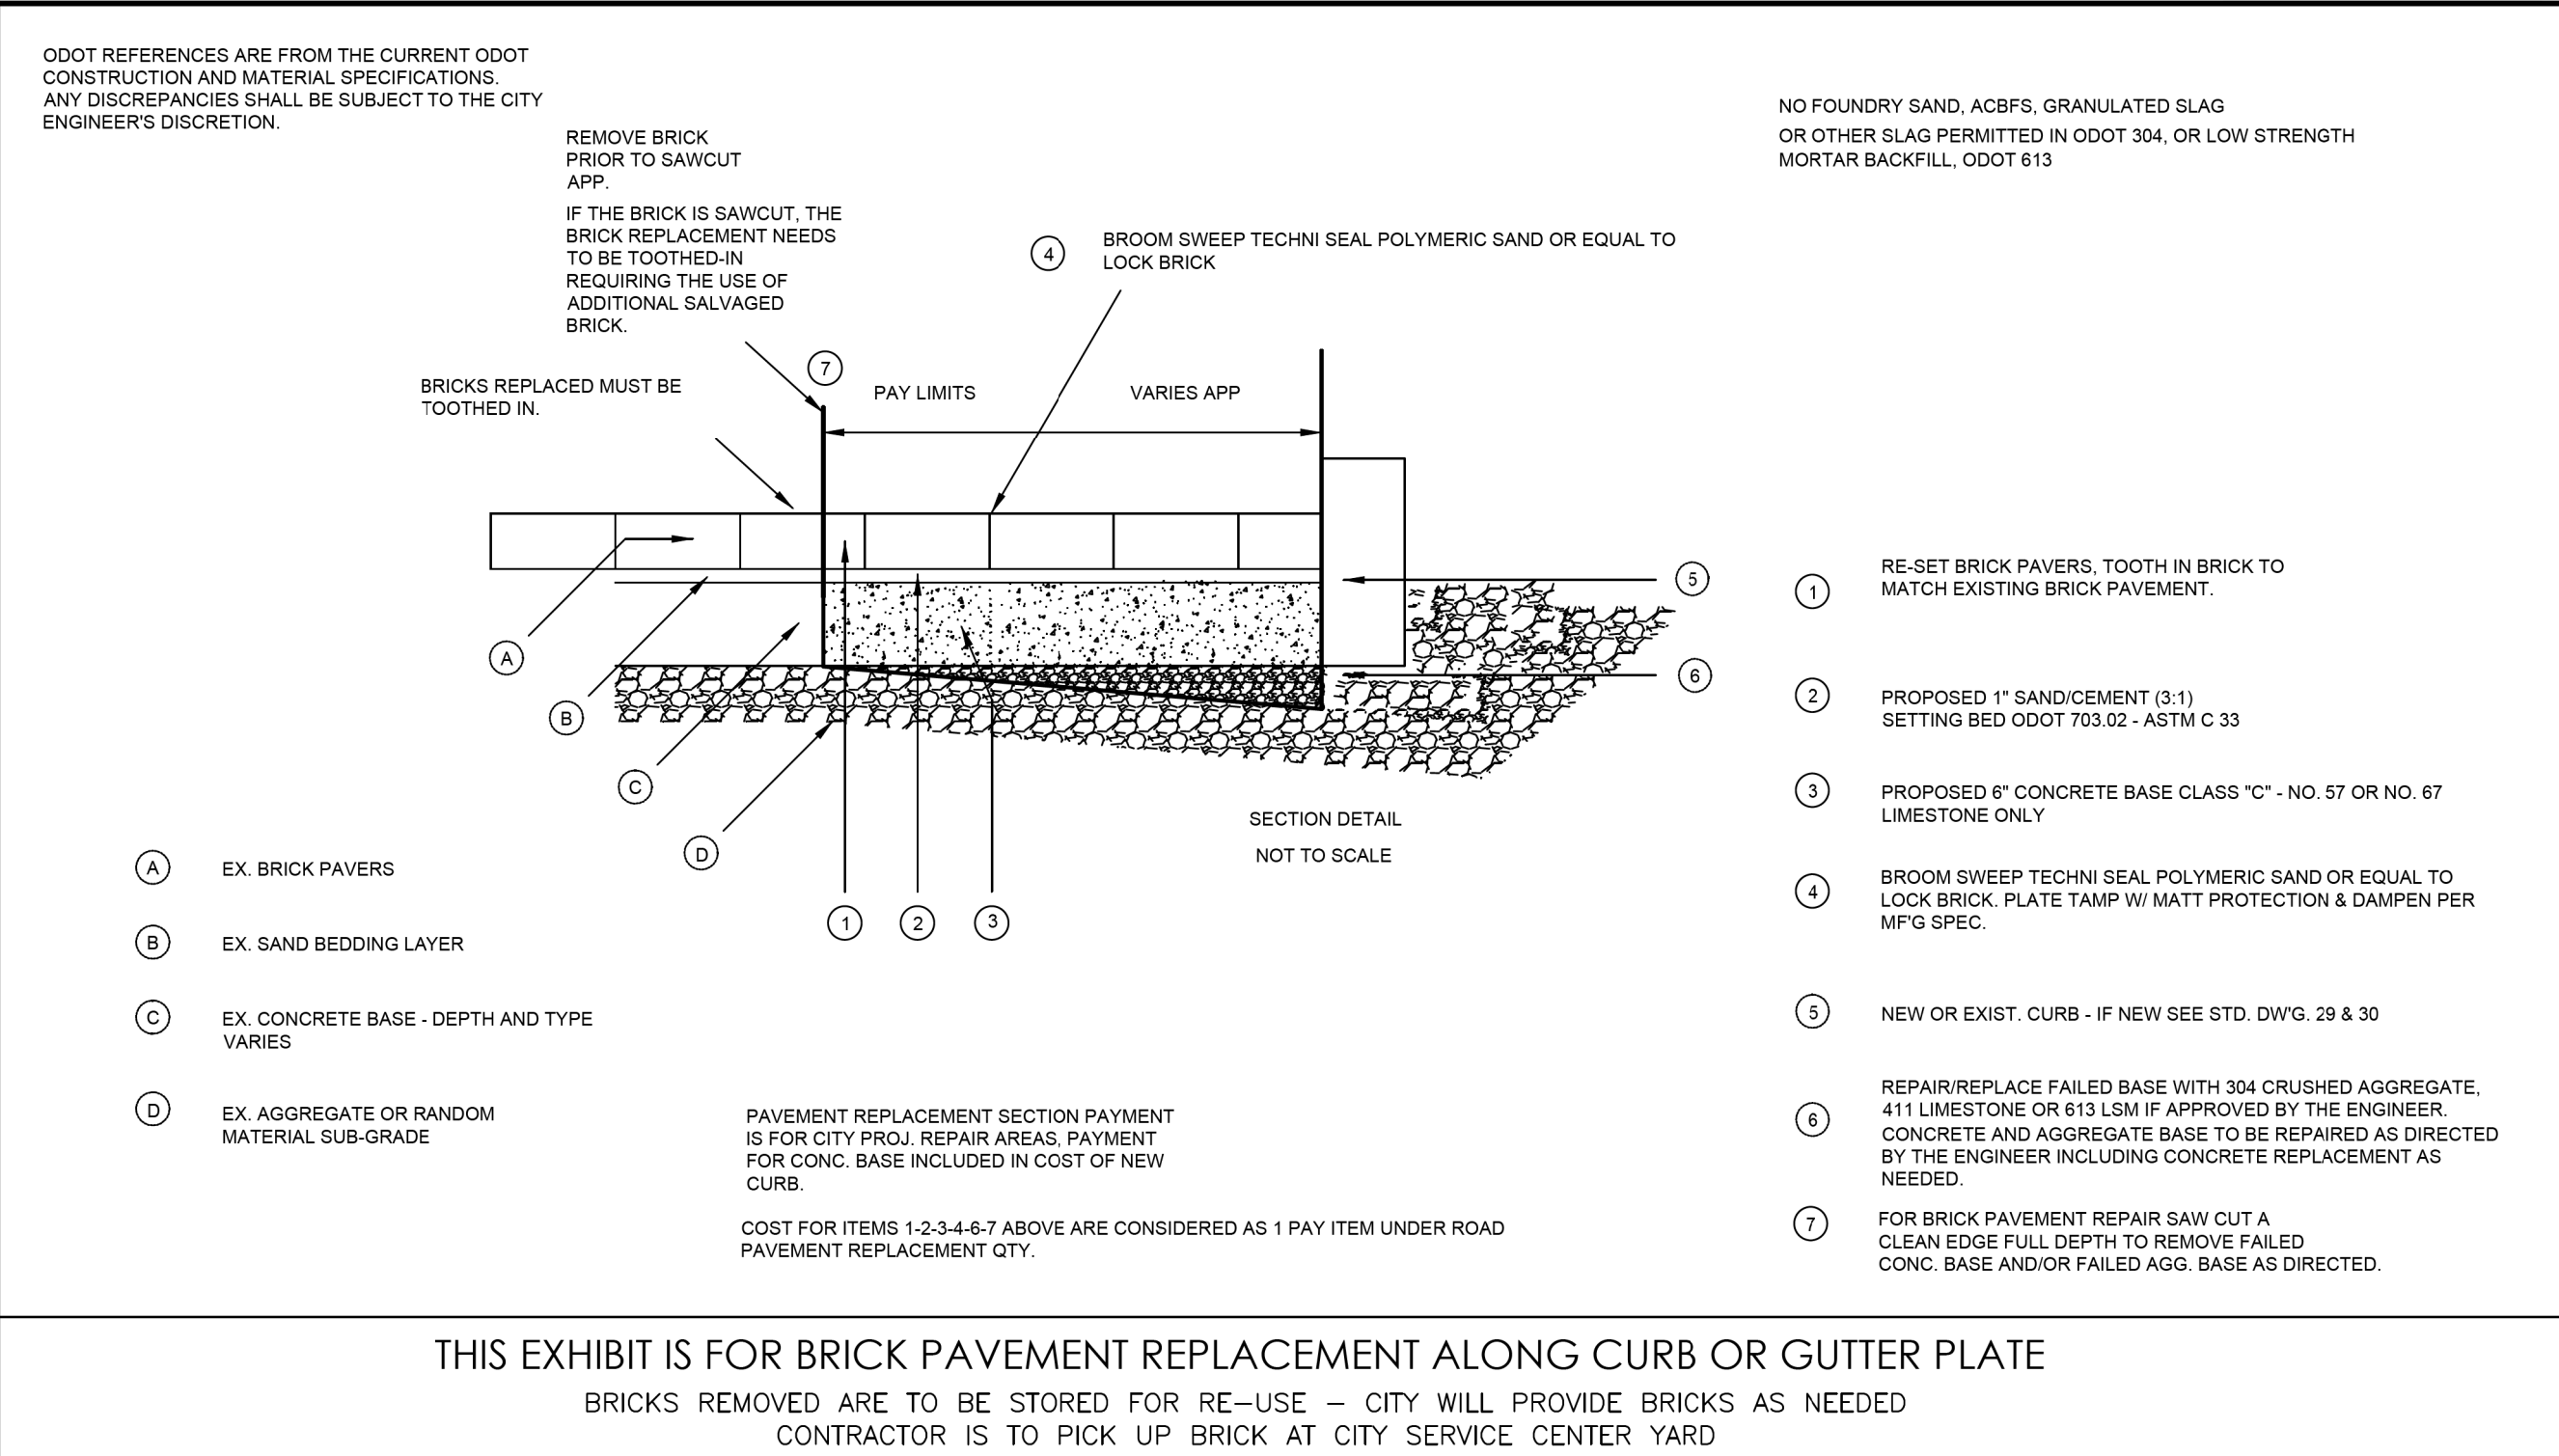 ODOT REFERENCES ARE FROM THE CURRENT ODOT
CONSTRUCTION AND MATERIAL SPECIFICATIONS.
ANY DISCREPANCIES SHALL BE SUBJECT TO THE CITY
ENGINEER'S DISCRETION.
NO FOUNDRY SAND, ACBFS, GRANULATED SLAG
OR OTHER SLAG PERMITTED IN ODOT 304, OR LOW STRENGTH
MORTAR BACKFILL, ODOT 613
REMOVE BRICK
PRIOR TO SAWCUT
APP.
IF THE BRICK IS SAWCUT, THE
BRICK REPLACEMENT NEEDS
TO BE TOOTHED-IN
REQUIRING THE USE OF
ADDITIONAL SALVAGED
BRICK.
4
BROOM SWEEP TECHNI SEAL POLYMERIC SAND OR EQUAL TO
LOCK BRICK
7
BRICKS REPLACED MUST BE
TOOTHED IN.
PAY LIMITS
VARIES APP
5
6
A
B
C
D
1
2
3
SECTION DETAIL
NOT TO SCALE
A
EX. BRICK PAVERS
B
EX. SAND BEDDING LAYER
C
EX. CONCRETE BASE - DEPTH AND TYPE
VARIES
D
EX. AGGREGATE OR RANDOM
MATERIAL SUB-GRADE
PAVEMENT REPLACEMENT SECTION PAYMENT
IS FOR CITY PROJ. REPAIR AREAS, PAYMENT
FOR CONC. BASE INCLUDED IN COST OF NEW
CURB.
COST FOR ITEMS 1-2-3-4-6-7 ABOVE ARE CONSIDERED AS 1 PAY ITEM UNDER ROAD
PAVEMENT REPLACEMENT QTY.
1
RE-SET BRICK PAVERS, TOOTH IN BRICK TO
MATCH EXISTING BRICK PAVEMENT.
2
PROPOSED 1" SAND/CEMENT (3:1)
SETTING BED ODOT 703.02 - ASTM C 33
3
PROPOSED 6" CONCRETE BASE CLASS "C" - NO. 57 OR NO. 67
LIMESTONE ONLY
4
BROOM SWEEP TECHNI SEAL POLYMERIC SAND OR EQUAL TO
LOCK BRICK. PLATE TAMP W/ MATT PROTECTION & DAMPEN PER
MF'G SPEC.
5
NEW OR EXIST. CURB - IF NEW SEE STD. DW'G. 29 & 30
6
REPAIR/REPLACE FAILED BASE WITH 304 CRUSHED AGGREGATE,
411 LIMESTONE OR 613 LSM IF APPROVED BY THE ENGINEER.
CONCRETE AND AGGREGATE BASE TO BE REPAIRED AS DIRECTED
BY THE ENGINEER INCLUDING CONCRETE REPLACEMENT AS
NEEDED.
7
FOR BRICK PAVEMENT REPAIR SAW CUT A
CLEAN EDGE FULL DEPTH TO REMOVE FAILED
CONC. BASE AND/OR FAILED AGG. BASE AS DIRECTED.
THIS EXHIBIT IS FOR BRICK PAVEMENT REPLACEMENT ALONG CURB OR GUTTER PLATE
BRICKS REMOVED ARE TO BE STORED FOR RE-USE - CITY WILL PROVIDE BRICKS AS NEEDED
CONTRACTOR IS TO PICK UP BRICK AT CITY SERVICE CENTER YARD